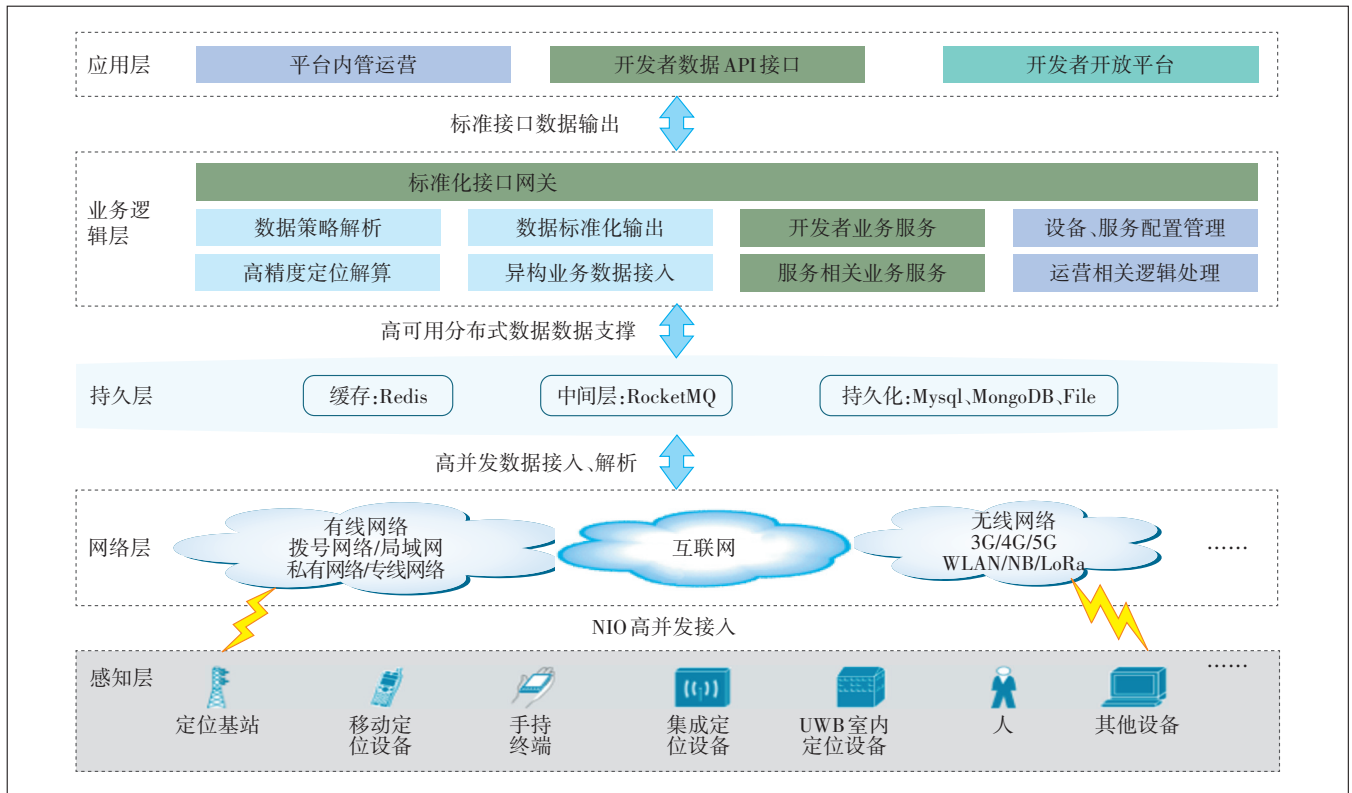 应用层
平台内管运营
开发者数据API接口
开发者开放平台
标准接口数据输出
业务逻
辑层
标准化接口网关
数据策略解析
数据标准化输出
开发者业务服务
设备、服务配置管理
高精度定位解算
异构业务数据接入
服务相关业务服务
运营相关逻辑处理
高可用分布式数据数据支撑
持久层
缓存:Redis
中间层:RocketMQ
持久化:Mysql、MongoDB、File
高并发数据接入、解析
网络层
有线网络
拨号网络/局域网
私有网络/专线网络
互联网
无线网络
3G/4G/5G
WLAN/NB/LoRa
……
NIO高并发接入
感知层
……
定位基站
移动定
位设备
手持
终端
集成定
位设备
UWB室内
定位设备
人
其他设备